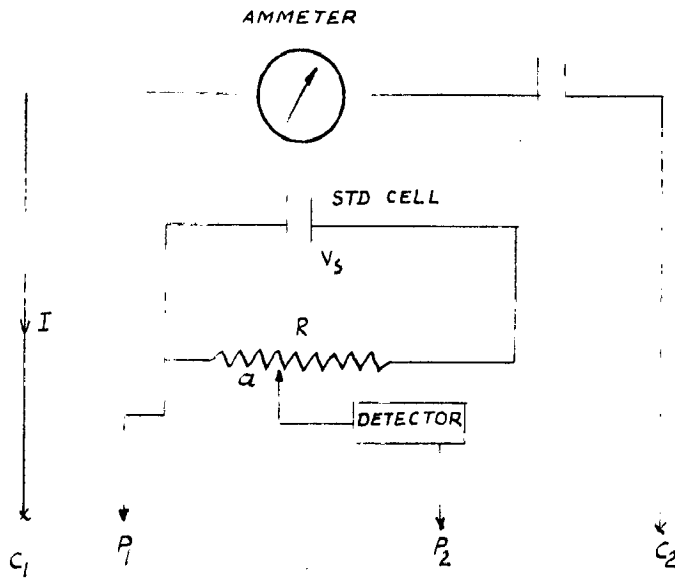 AMMETER
STD CELL
V_S
I
R
a
DETECTOR
C_1
P_1
P_2
C_2